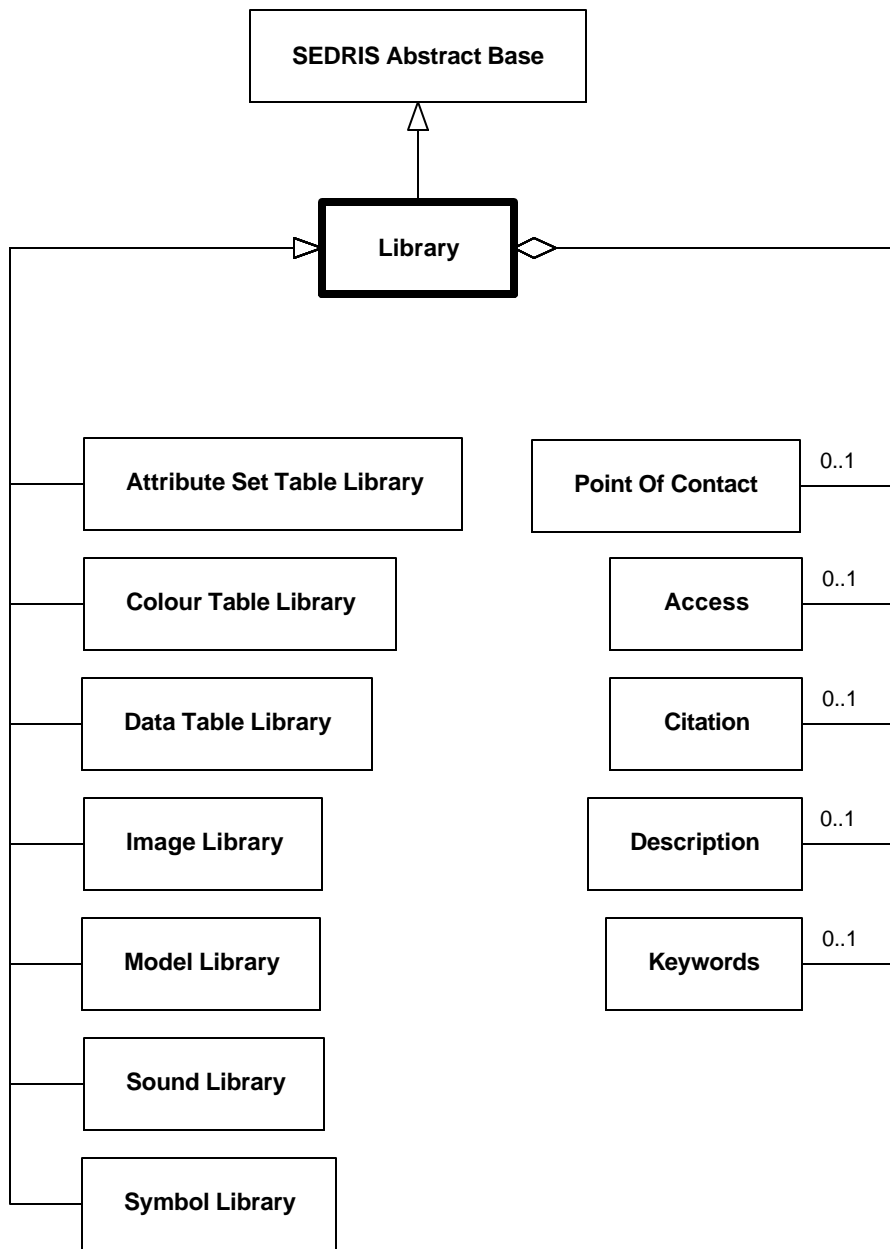 SEDRIS Abstract Base
Library
Attribute Set Table Library
Colour Table Library
Data Table Library
Image Library
Model Library
Sound Library
Symbol Library
Point Of Contact
0..1
Access
0..1
Citation
0..1
Description
0..1
Keywords
0..1